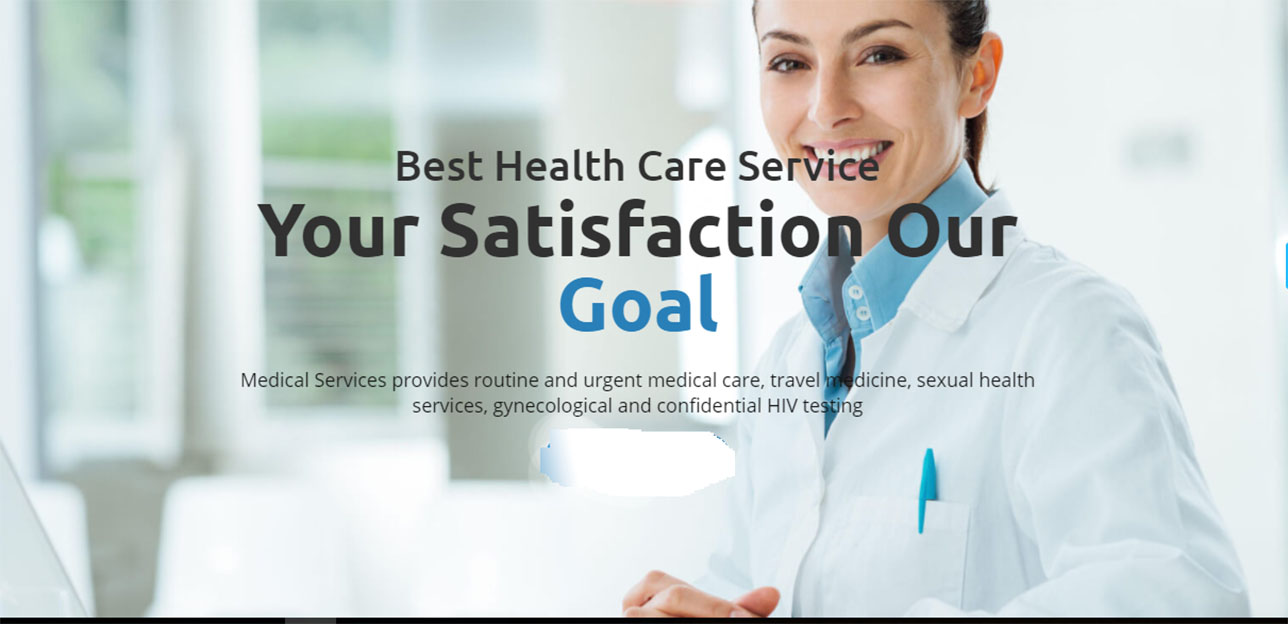 Best Health Care Service
Your Satisfaction Our
Goal
Medical Services provides routine and urgent medical care, travel medicine, sexual health
services, gynecological and confidential HIV testing